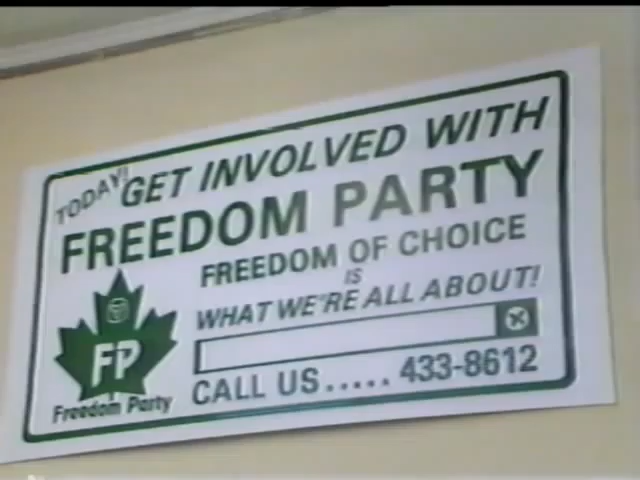 TODAY! GET INVOLVED WITH
FREEDOM PARTY
FREEDOM OF CHOICE
IS
WHAT WE'RE ALL ABOUT!
FP
Freedom Party
CALL US..... 433-8612